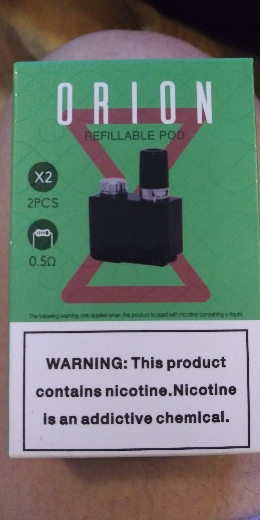 ORION
REFILLABLE POD
X2
2PCS
0.5Ω
The following warning only applies when the product is used with nicotine containing e-liquid.
WARNING: This product
contains nicotine.Nicotine
is an addictive chemical.